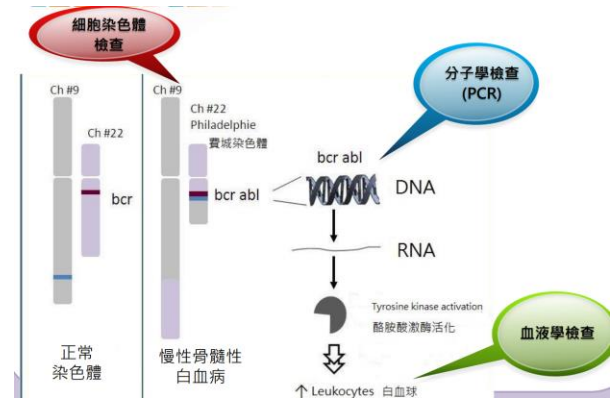 細胞染色體
檢查
分子學檢查
(PCR)
Ch #9
Ch #22
bcr
正常
染色體
Ch #9
Ch #22
Philadelphie
費城染色體
bcr abl
慢性骨髓性
白血病
bcr abl
DNA
RNA
Tyrosine kinase activation
酪胺酸激酶活化
血液學檢查
↑ Leukocytes 白血球